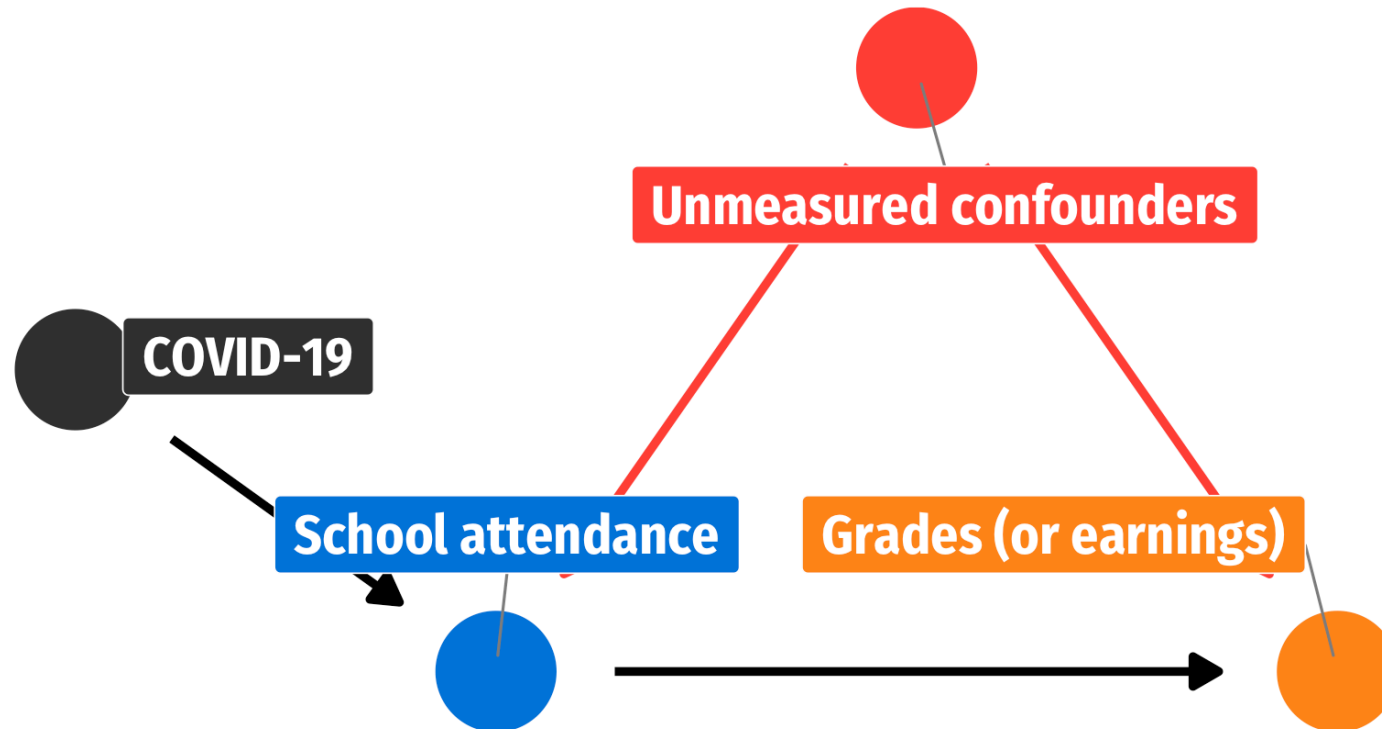 Unmeasured confounders
COVID-19
School attendance
Grades (or earnings)